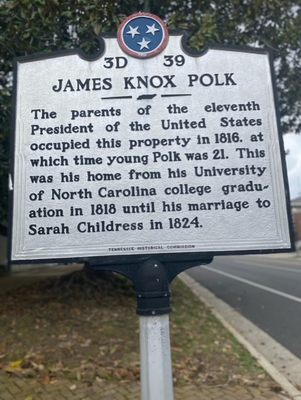 3D 39
JAMES KNOX POLK
The parents of the eleventh
President of the United States
occupied this property in 1816, at
which time young Polk was 21. This
was his home from his University
of North Carolina college gradu-
ation in 1818 until his marriage to
Sarah Childress in 1824.
TENNESSEE HISTORICAL COMMISSION